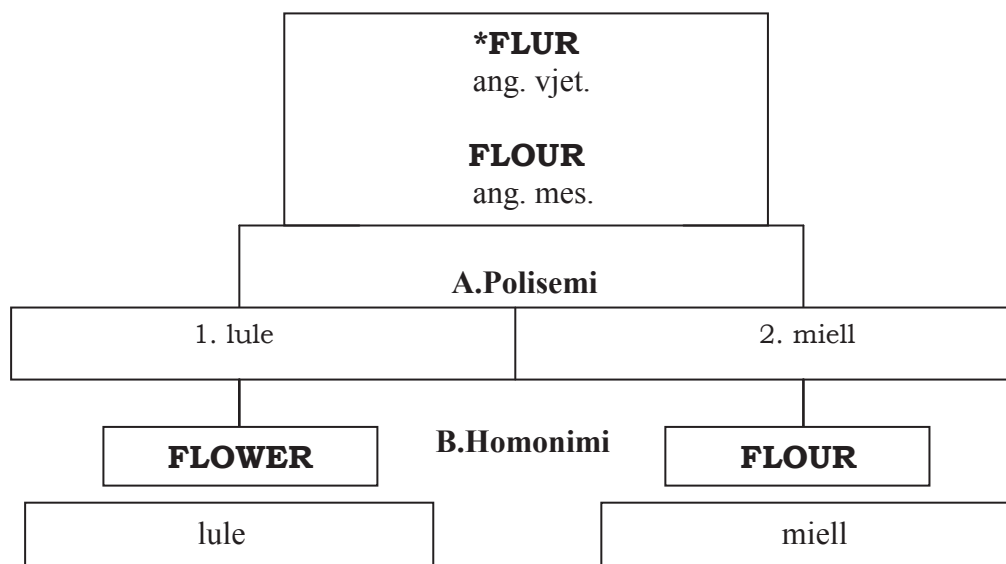 *FLUR
ang. vjet.
FLOUR
ang. mes.
A.Polisemi
1. lule
2. miell
FLOWER
B.Homonimi
FLOUR
lule
miell